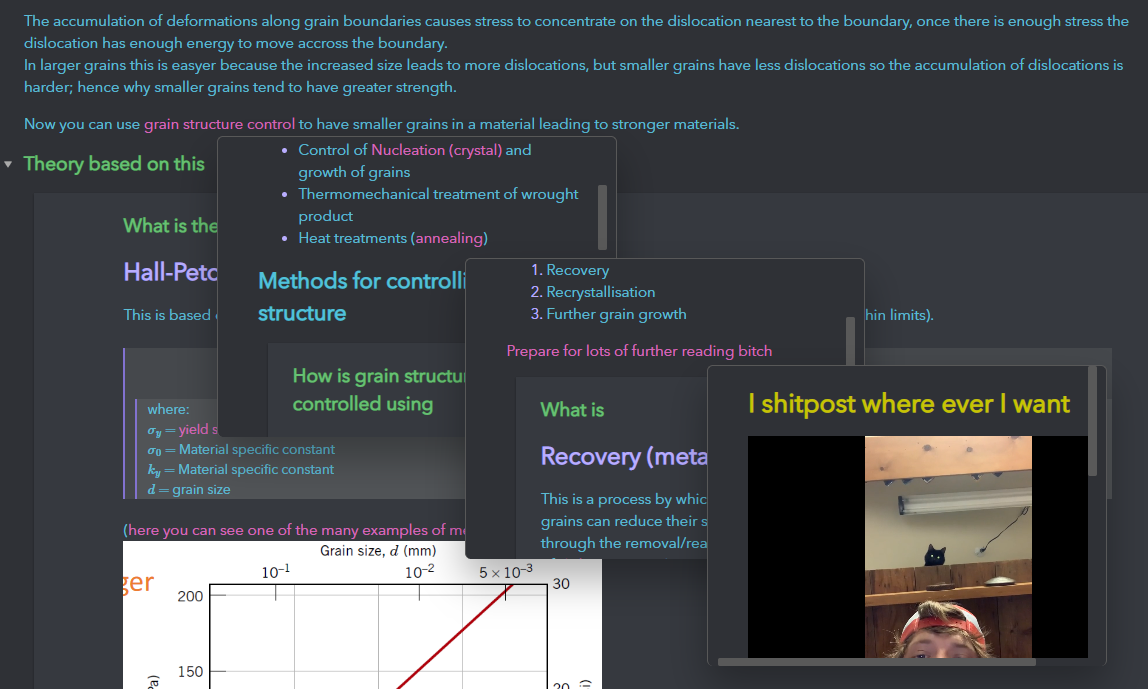 The accumulation of deformations along grain boundaries causes stress to concentrate on the dislocation nearest to the boundary, once there is enough stress the
dislocation has enough energy to move accross the boundary.
In larger grains this is easyer because the increased size leads to more dislocations, but smaller grains have less dislocations so the accumulation of dislocations is
harder; hence why smaller grains tend to have greater strength.
Now you can use grain structure control to have smaller grains in a material leading to stronger materials.
Theory based on this
Control of Nucleation (crystal) and
growth of grains
Thermomechanical treatment of wrought
product
Heat treatments (annealing)
Methods for controlli
structure
How is grain structu
controlled using
1. Recovery
2. Recrystallisation
3. Further grain growth
Prepare for lots of further reading bitch
What is
Recovery (meta
This is a process by whic
grains can reduce their s
through the removal/rea
I shitpost where ever I want
What is the
Hall-Petc
This is based
hin limits).
where:
σy = yield s
σ0 = Material specific constant
ky = Material specific constant
d = grain size
(here you can see one of the many examples of me
Grain size, d (mm)
10⁻¹ 10⁻² 5 × 10⁻³
ger
200 30
150 20